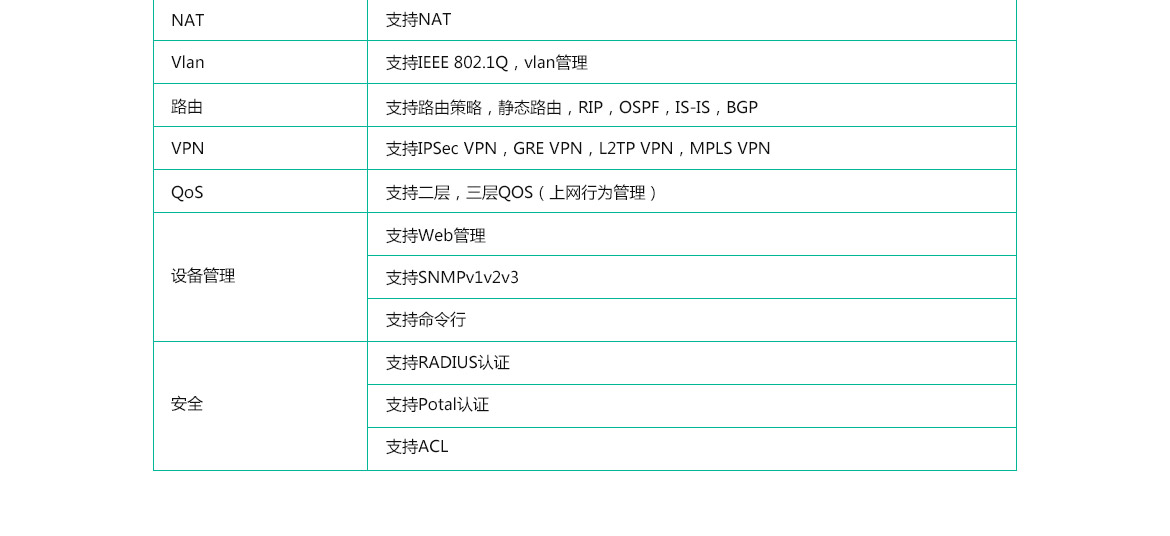 NAT 支持NAT
Vlan 支持IEEE 802.1Q，vlan管理
路由 支持路由策略，静态路由，RIP，OSPF，IS-IS，BGP
VPN 支持IPSec VPN，GRE VPN，L2TP VPN，MPLS VPN
QoS 支持二层，三层QOS（上网行为管理）
设备管理
支持Web管理
支持SNMPv1v2v3
支持命令行
安全
支持RADIUS认证
支持Potal认证
支持ACL